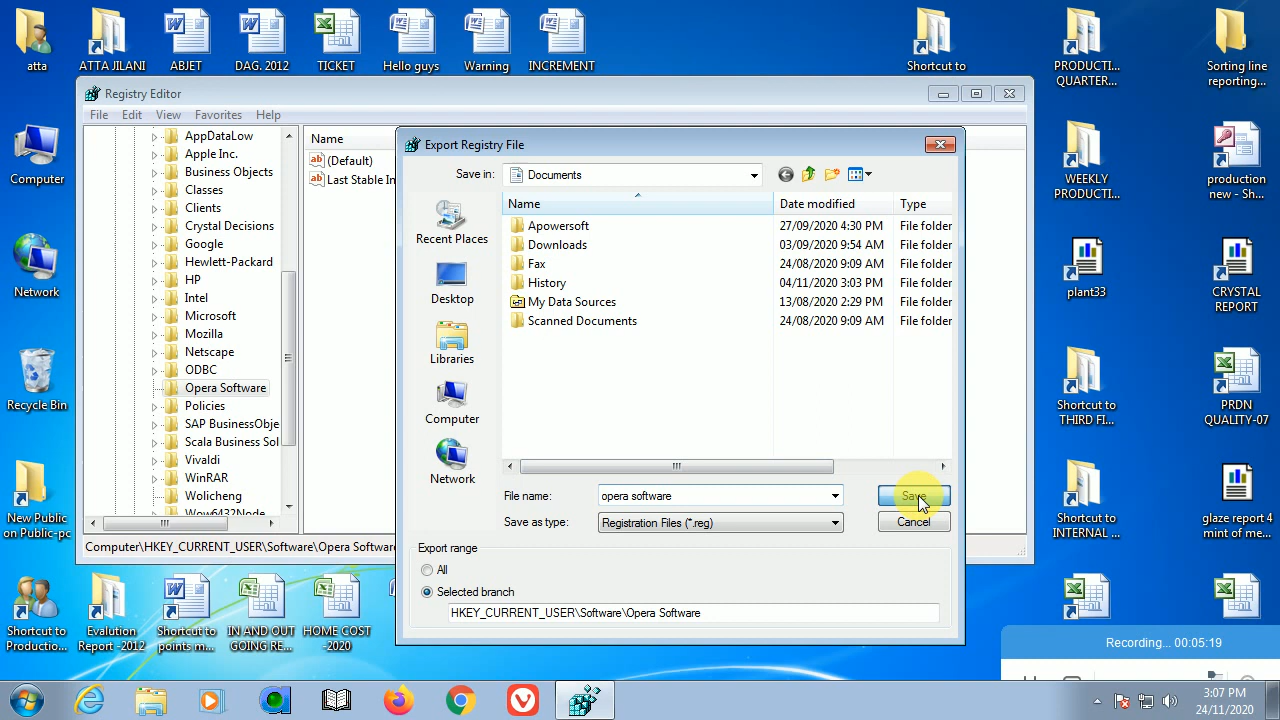 atta
ATTA JILANI
ABJET
DAG. 2012
TICKET
Hello guys
Warning
INCREMENT
Shortcut to
PRODUCTI...
QUARTER...
Sorting line
reporting...
Computer
Network
Recycle Bin
New Public
on Public-pc
WEEKLY
PRODUCTI...
production
new - Sh...
plant33
CRYSTAL
REPORT
Shortcut to
THIRD FI...
PRDN
QUALITY-07
Shortcut to
INTERNAL ...
glaze report 4
mint of me...
Registry Editor
File Edit View Favorites Help
AppDataLow
Apple Inc.
Business Objects
Classes
Clients
Crystal Decisions
Google
Hewlett-Packard
HP
Intel
Microsoft
Mozilla
Netscape
ODBC
Opera Software
Policies
SAP BusinessObje
Scala Business Sol
Vivaldi
WinRAR
Wolicheng
Wow6432Node
Name
ab (Default)
ab Last Stable In
Computer\HKEY_CURRENT_USER\Software\Opera Software
Export Registry File
Save in: Documents
Recent Places
Desktop
Libraries
Computer
Network
Name Date modified Type
Apowersoft 27/09/2020 4:30 PM File folder
Downloads 03/09/2020 9:54 AM File folder
Fax 24/08/2020 9:09 AM File folder
History 04/11/2020 3:03 PM File folder
My Data Sources 13/08/2020 2:29 PM File folder
Scanned Documents 24/08/2020 9:09 AM File folder
File name: opera software Save
Save as type: Registration Files (*.reg) Cancel
Export range
All
Selected branch
HKEY_CURRENT_USER\Software\Opera Software
Shortcut to
Productio...
Evalution
Report -2012
Shortcut to
points m...
IN AND OUT
GOING RE...
HOME COST
-2020
Recording... 00:05:19
3:07 PM
24/11/2020